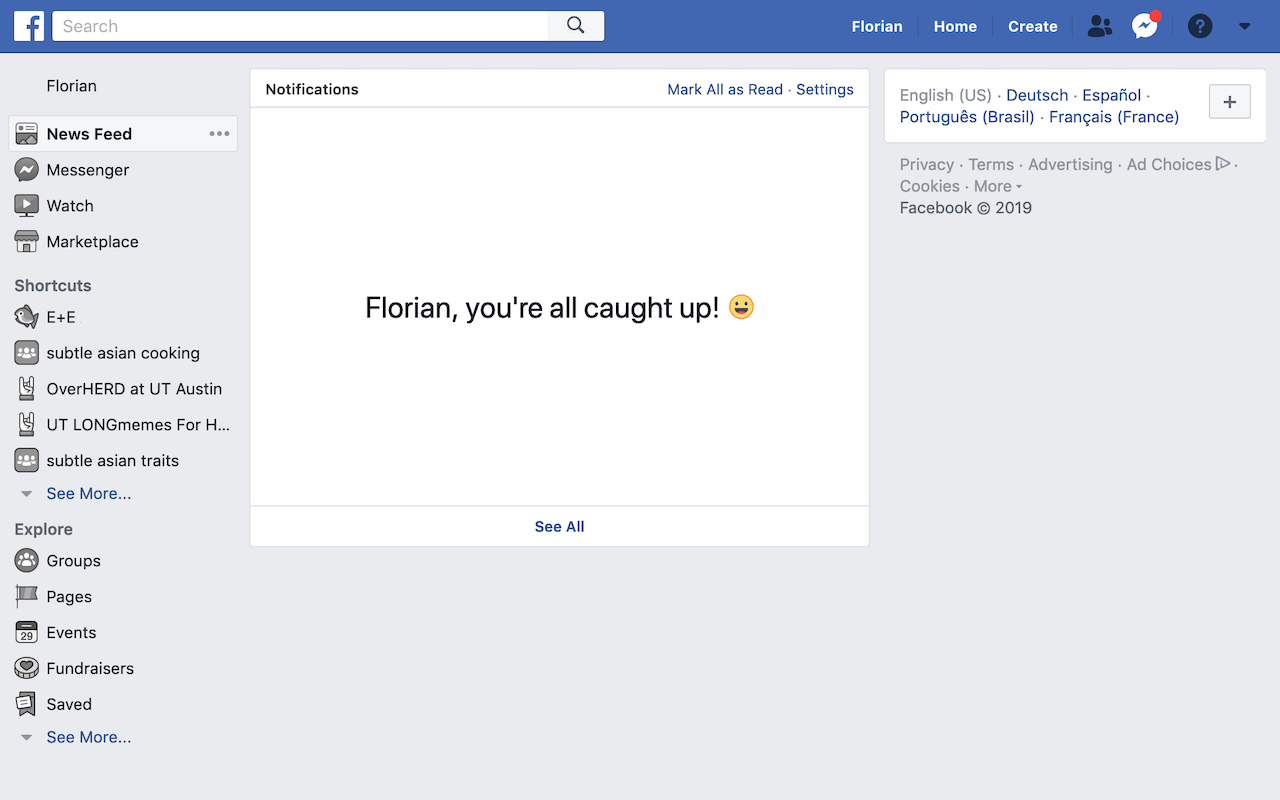 Search
Florian
Home
Create
Florian
News Feed
Messenger
Watch
Marketplace
Shortcuts
E+E
subtle asian cooking
OverHERD at UT Austin
UT LONGmemes For H...
subtle asian traits
See More...
Explore
Groups
Pages
29
Events
Fundraisers
Saved
See More...
Notifications
Mark All as Read · Settings
Florian, you're all caught up! 😀
See All
English (US) · Deutsch · Español ·
Português (Brasil) · Français (France)
Privacy · Terms · Advertising · Ad Choices ·
Cookies · More
Facebook © 2019